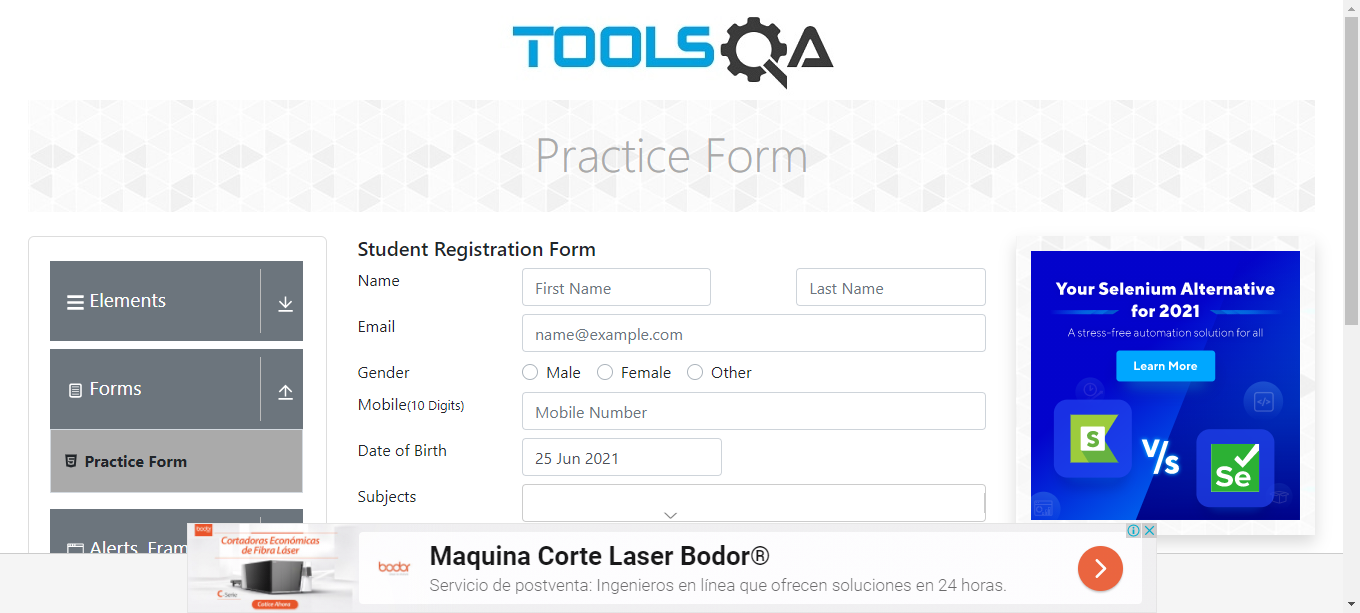 TOOLSQA
Practice Form
Elements
Forms
Practice Form
Alerts, Fram
Student Registration Form
Name
First Name
Last Name
Email
name@example.com
Gender
Male
Female
Other
Mobile(10 Digits)
Mobile Number
Date of Birth
25 Jun 2021
Subjects
Your Selenium Alternative
for 2021
A stress-free automation solution for all
Learn More
S
V/s
Se
bodor
Cortadoras Económicas
de Fibra Láser
C-Serie
Cotice Ahora
bodor
Maquina Corte Laser Bodor®
Servicio de postventa: Ingenieros en línea que ofrecen soluciones en 24 horas.